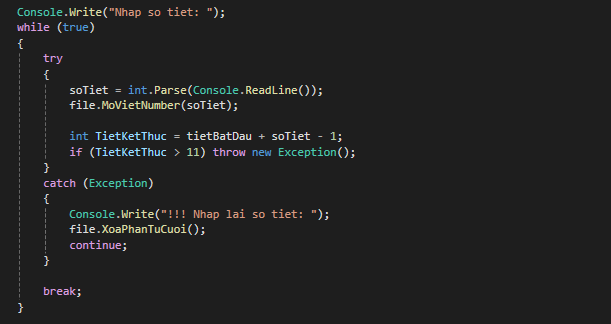 Console.Write("Nhap so tiet: ");
while (true)
{
try
{
soTiet = int.Parse(Console.ReadLine());
file.MoVietNumber(soTiet);
int TietKetThuc = tietBatDau + soTiet - 1;
if (TietKetThuc > 11) throw new Exception();
}
catch (Exception)
{
Console.Write("!!! Nhap lai so tiet: ");
file.XoaPhanTuCuoi();
continue;
}
break;
}